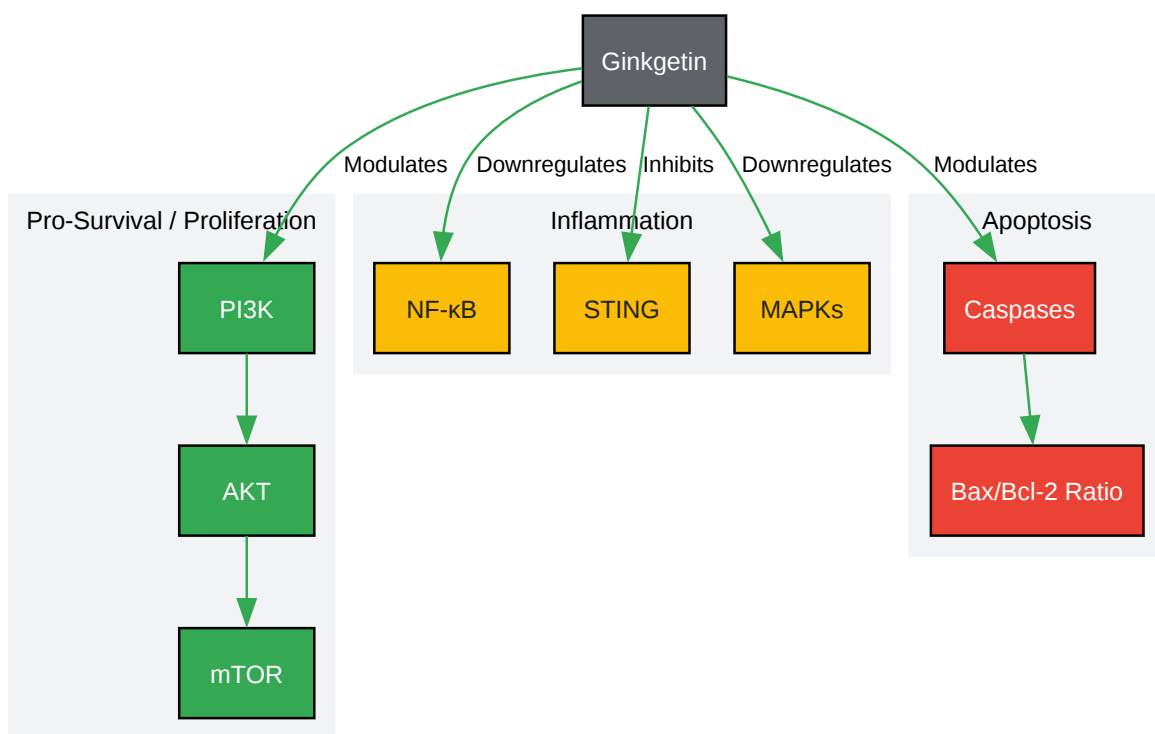 Ginkgetin
Modulates
Downregulates
Inhibits
Downregulates
Modulates
Pro-Survival / Proliferation
Inflammation
Apoptosis
PI3K
NF-κB
STING
MAPKs
Caspases
AKT
Bax/Bcl-2 Ratio
mTOR